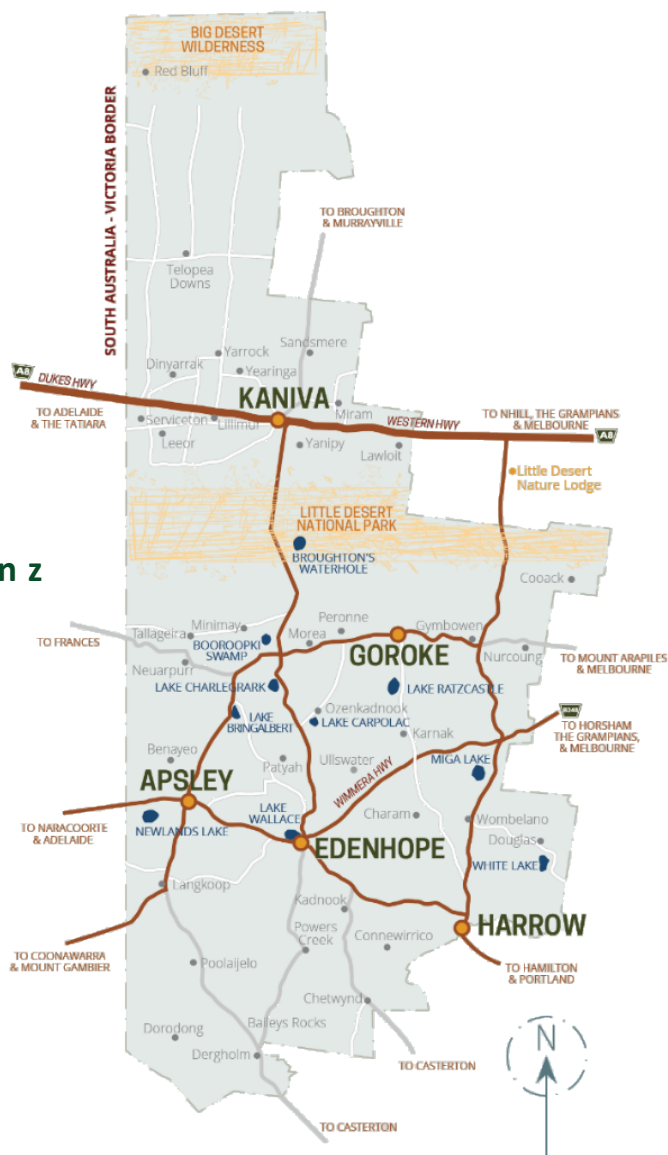 BIG DESERT
WILDERNESS
Red Bluff
SOUTH AUSTRALIA - VICTORIA BORDER
TO BROUGHTON
& MURRAYVILLE
Telopea
Downs
Sandsmere
Yarrock
Dinyarrak
Yearinga
A8
DUKES HWY
KANIVA
TO ADELAIDE
& THE TATIARA
Serviceton
Lillimur
Miram
WESTERN HWY
TO NHILL, THE GRAMPIANS
& MELBOURNE
A8
Leeor
Yanipy
Lawloit
Little Desert
Nature Lodge
LITTLE DESERT
NATIONAL PARK
BROUGHTON'S
WATERHOLE
n z
Cooack
Peronne
Minimay
Tallageira
Morea
Gymbowen
TO FRANCES
BOOROOPKI
SWAMP
GOROKE
Nurcoung
TO MOUNT ARAPILES
& MELBOURNE
Neuarpurr
LAKE CHARLEGRARK
LAKE RATZCASTLE
LAKE
BRINGALBERT
Ozenkadnook
LAKE CARPOLAC
Karnak
B240
TO HORSHAM
THE GRAMPIANS,
& MELBOURNE
Benayeo
Patyah
Ullswater
WIMMERA HWY
MIGA LAKE
APSLEY
LAKE
WALLACE
Charam
Wombelano
TO NARACOORTE
& ADELAIDE
NEWLANDS LAKE
EDENHOPE
Douglas
WHITE LAKE
Langkoop
Kadnook
HARROW
Powers
Creek
Connewirrico
TO COONAWARRA
& MOUNT GAMBIER
Poolaijelo
TO HAMILTON
& PORTLAND
Chetwynd
Dorodong
Baileys Rocks
Dergholm
TO CASTERTON
TO CASTERTON
N